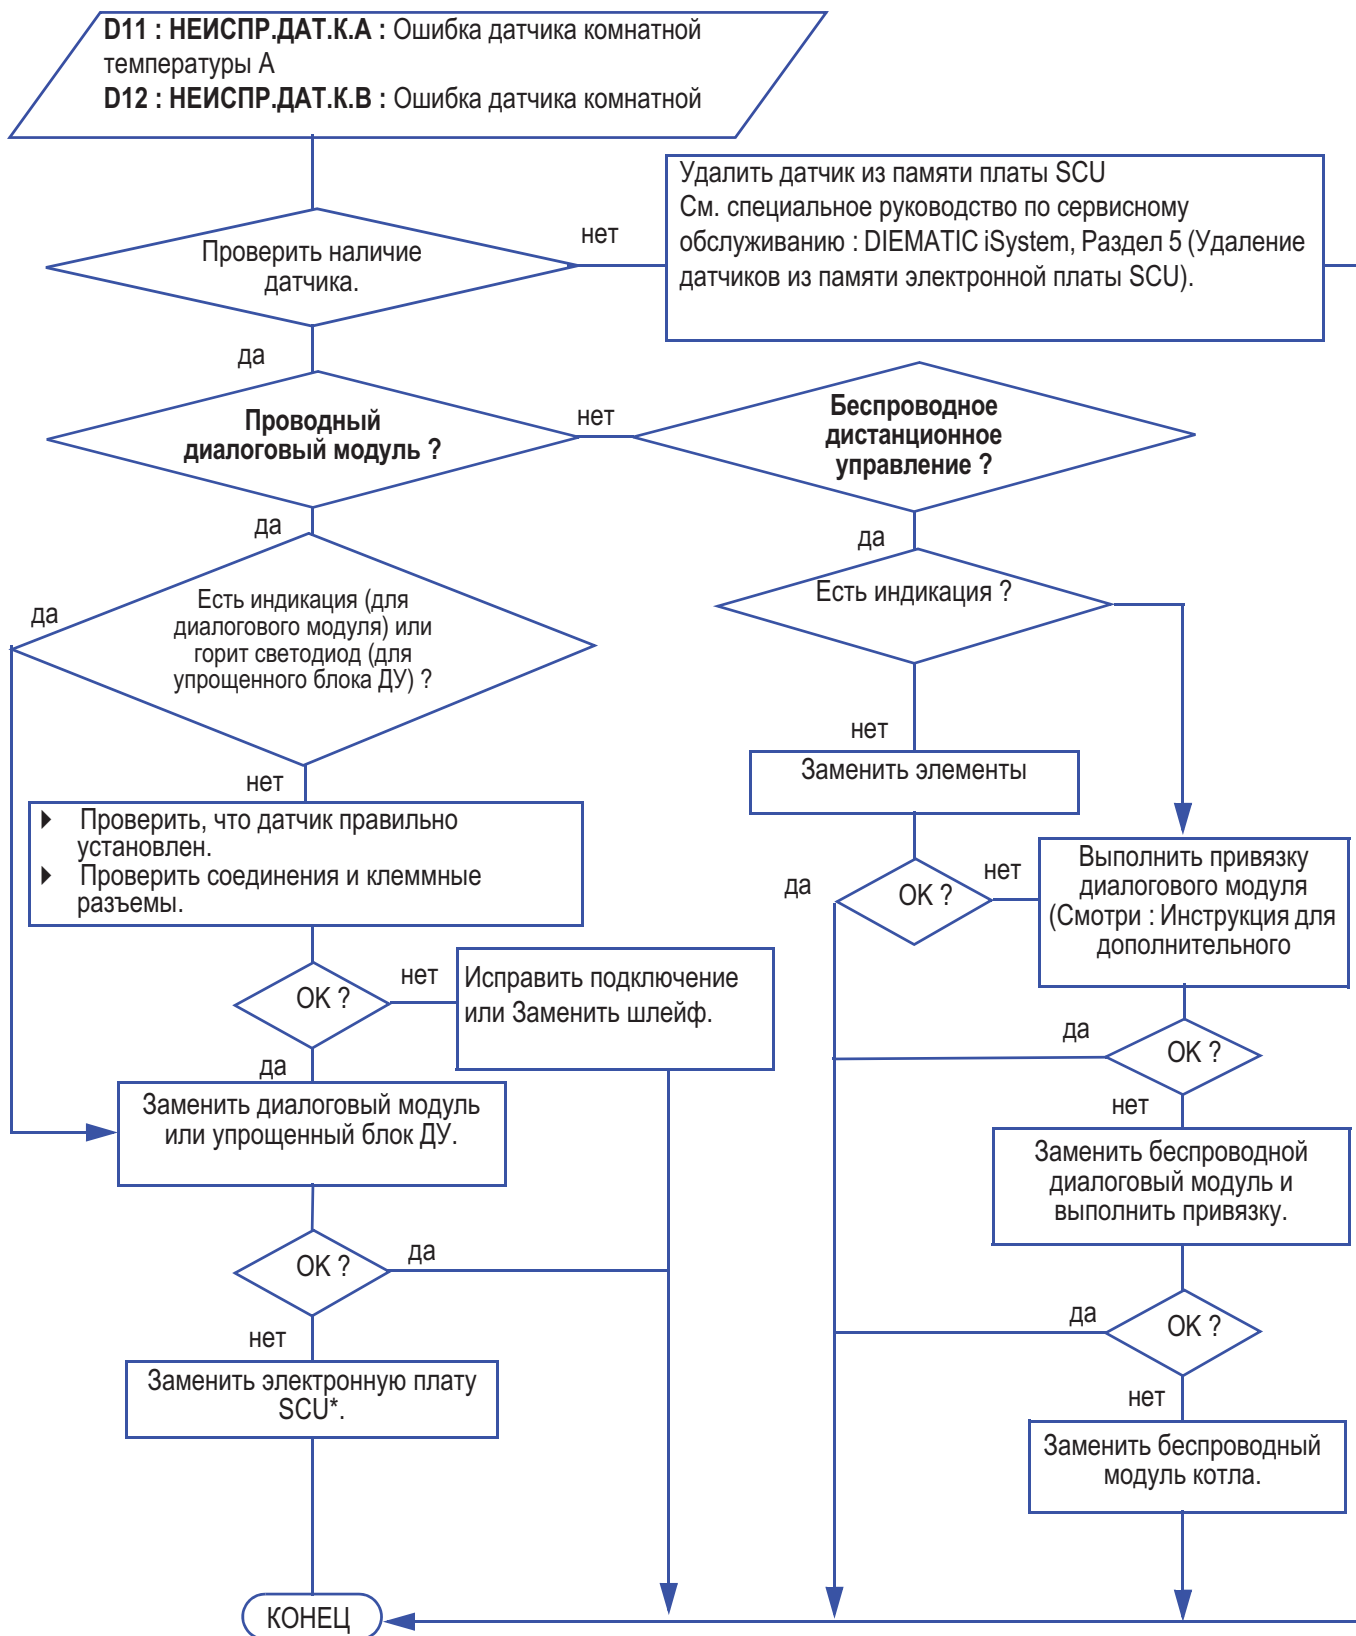 D11 : НЕИСПР.ДАТ.К.А : Ошибка датчика комнатной
температуры А
D12 : НЕИСПР.ДАТ.К.В : Ошибка датчика комнатной
Проверить наличие
датчика.
нет
Удалить датчик из памяти платы SCU
См. специальное руководство по сервисному
обслуживанию : DIEMATIC iSystem, Раздел 5 (Удаление
датчиков из памяти электронной платы SCU).
да
Проводный
диалоговый модуль ?
нет
Беспроводное
дистанционное
управление ?
да
да
да
Есть индикация (для
диалогового модуля) или
горит светодиод (для
упрощенного блока ДУ) ?
Есть индикация ?
нет
нет
Заменить элементы
Проверить, что датчик правильно
установлен.
Проверить соединения и клеммные
разъемы.
да
OK ?
нет
Выполнить привязку
диалогового модуля
(Смотри : Инструкция для
дополнительного
OK ?
нет
Исправить подключение
или Заменить шлейф.
да
да
OK ?
Заменить диалоговый модуль
или упрощенный блок ДУ.
нет
Заменить беспроводной
диалоговый модуль и
выполнить привязку.
OK ?
да
да
OK ?
нет
Заменить электронную плату
SCU*.
нет
Заменить беспроводный
модуль котла.
КОНЕЦ